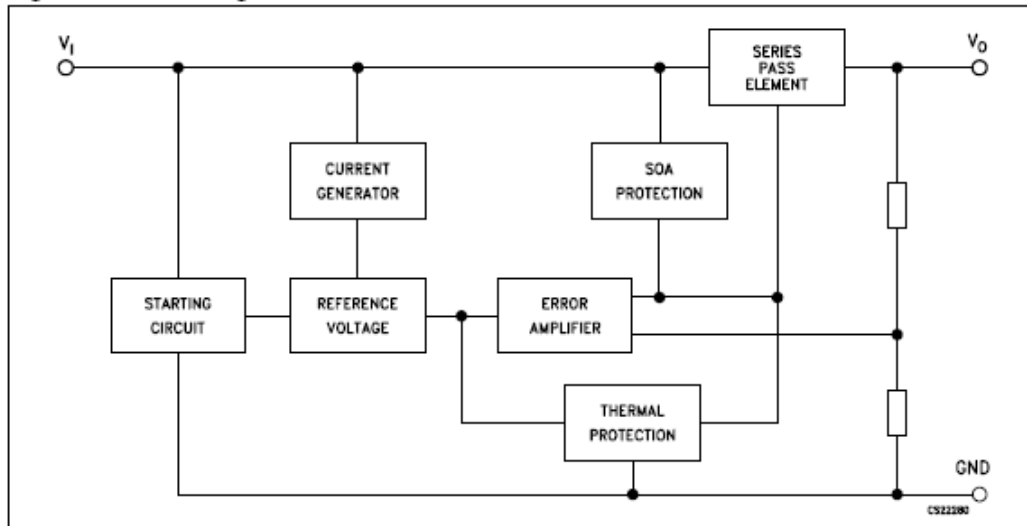 V_I
SERIES
PASS
ELEMENT
V_O
CURRENT
GENERATOR
SOA
PROTECTION
STARTING
CIRCUIT
REFERENCE
VOLTAGE
ERROR
AMPLIFIER
THERMAL
PROTECTION
GND
CS22280